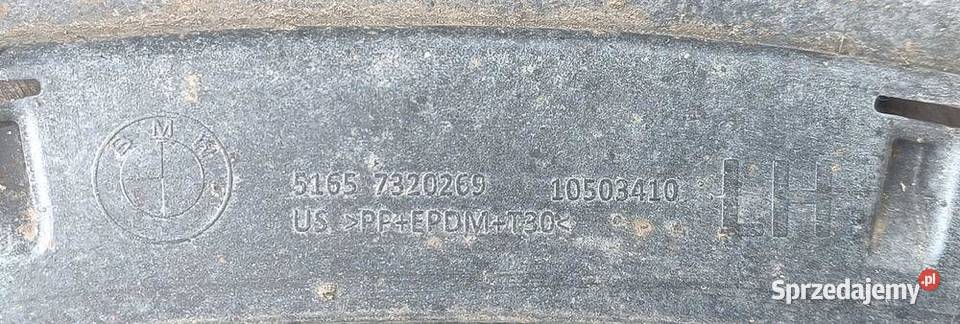 BMW
5165 7320269 10503410 LH
US >PP+EPDM+T30<
Sprzedajemy.pl